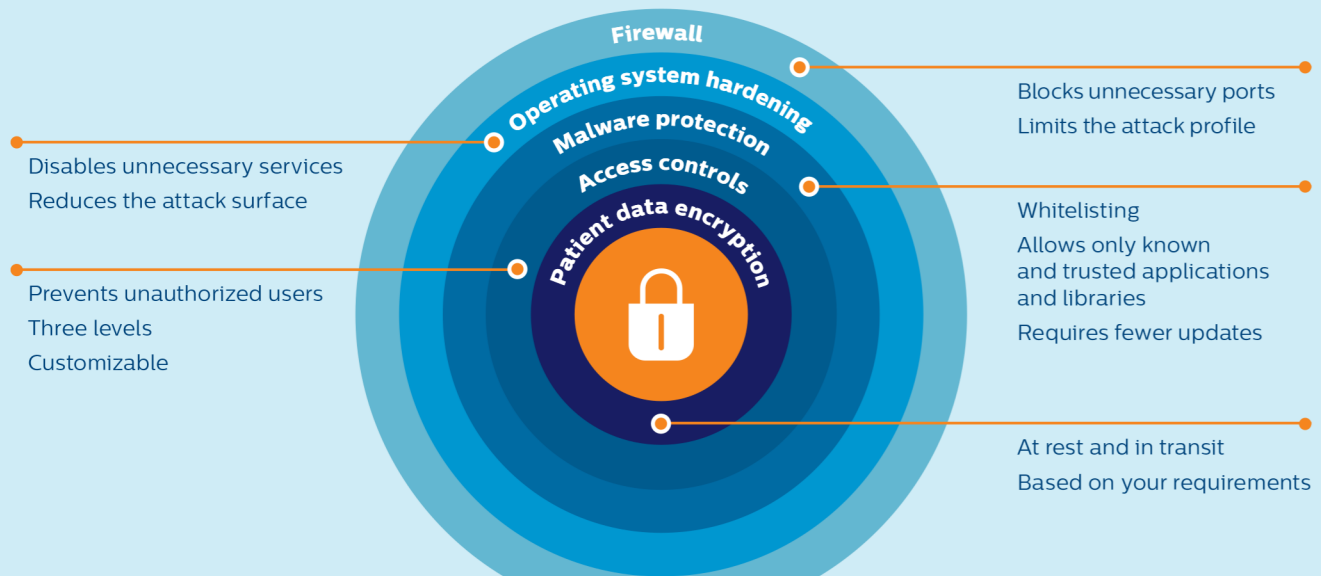 Firewall
Operating system hardening
Malware protection
Access controls
Patient data encryption
Disables unnecessary services
Reduces the attack surface
Prevents unauthorized users
Three levels
Customizable
Blocks unnecessary ports
Limits the attack profile
Whitelisting
Allows only known
and trusted applications
and libraries
Requires fewer updates
At rest and in transit
Based on your requirements